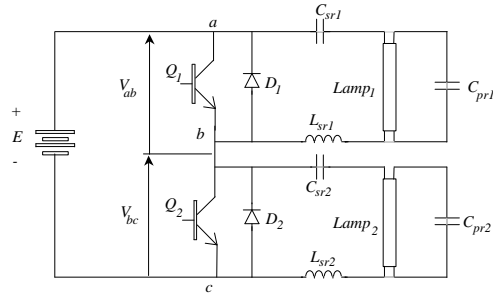 a
C_sr1
Q_1
D_1
Lamp_1
C_pr1
V_ab
+
E
-
b
L_sr1
C_sr2
Q_2
D_2
Lamp_2
C_pr2
V_bc
L_sr2
c